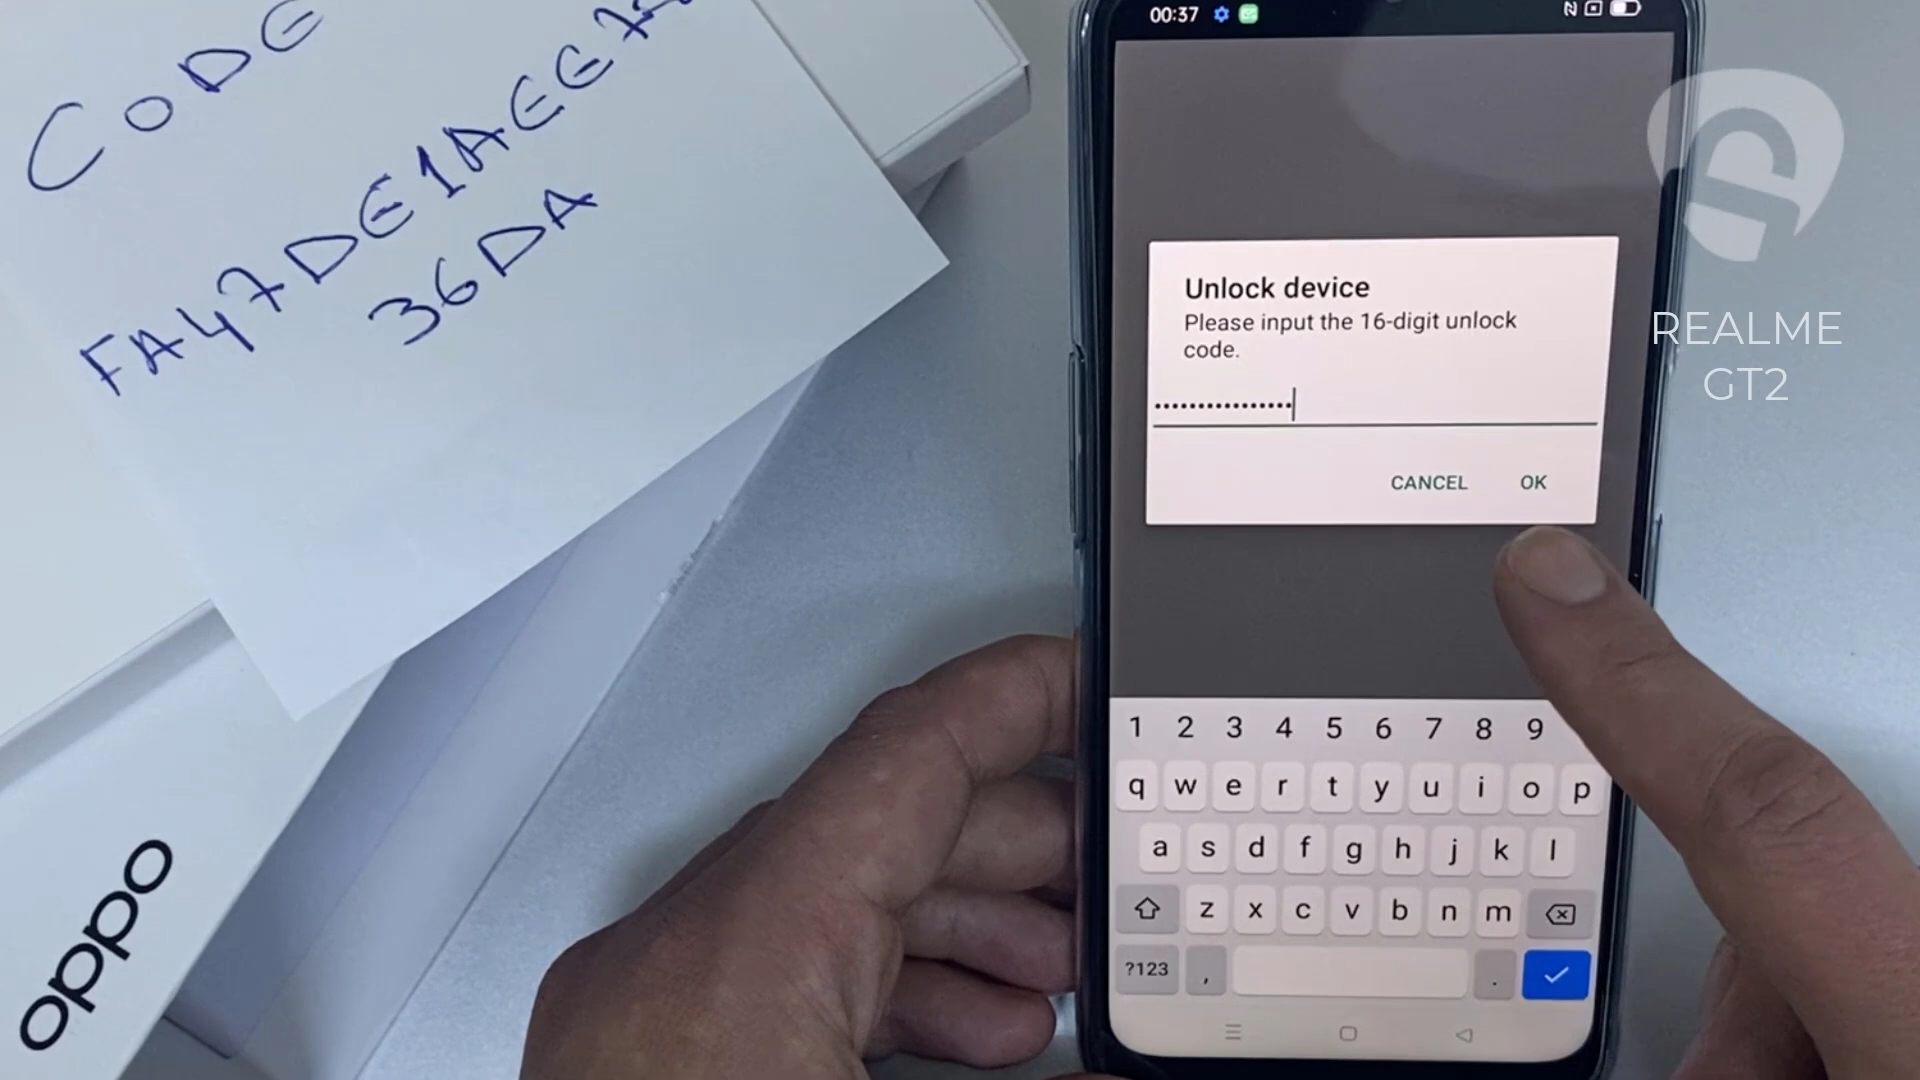 CODE
FA47DE1AEE7
36DA
oppo
00:37
Unlock device
Please input the 16-digit unlock
code.
••••••••••••••••
CANCEL OK
1 2 3 4 5 6 7 8 9
q w e r t y u i o p
a s d f g h j k l
z x c v b n m
?123 , .
REALME
GT2